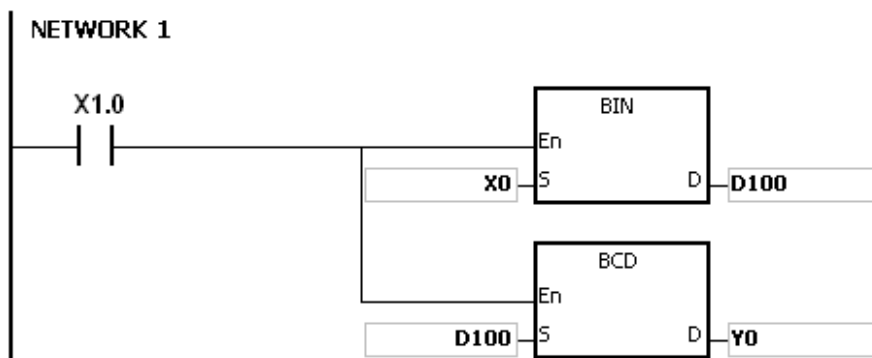 NETWORK 1
X1.0
BIN
En
X0 S D D100
BCD
En
D100 S D Y0